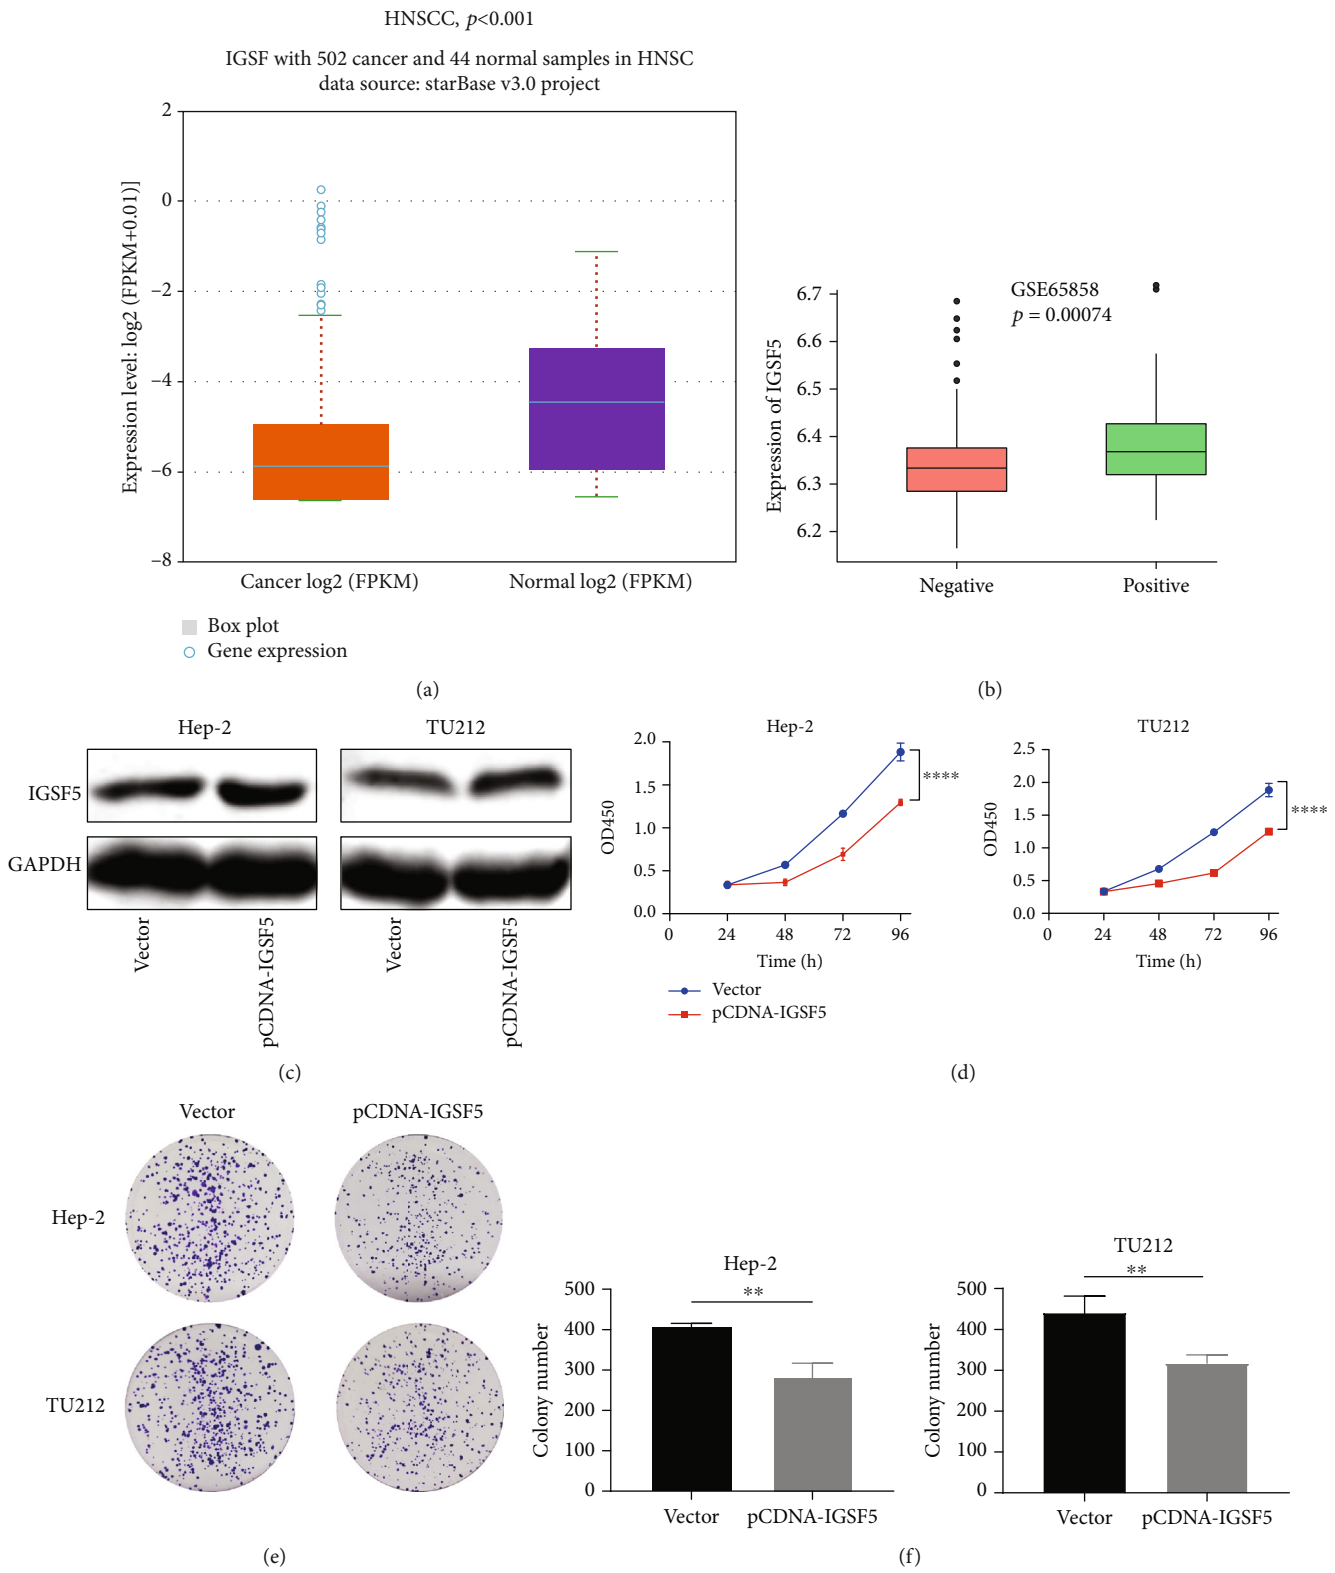 HNSCC, p<0.001
IGSF with 502 cancer and 44 normal samples in HNSC
data source: starBase v3.0 project
Expression level: log2 (FPKM+0.01)]
2
0
−2
−4
−6
−8
Cancer log2 (FPKM)
Normal log2 (FPKM)
Box plot
Gene expression
(a)
Expression of IGSF5
6.7
6.6
6.5
6.4
6.3
6.2
GSE65858
p = 0.00074
Negative
Positive
(b)
Hep-2
TU212
IGSF5
GAPDH
Vector
pCDNA-IGSF5
Vector
pCDNA-IGSF5
(c)
Hep-2
OD450
2.0
1.5
1.0
0.5
0.0
0
24
48
72
96
Time (h)
****
TU212
OD450
2.5
2.0
1.5
1.0
0.5
0.0
0
24
48
72
96
Time (h)
****
Vector
pCDNA-IGSF5
(d)
Vector
pCDNA-IGSF5
Hep-2
TU212
(e)
Hep-2
**
Colony number
500
400
300
200
100
0
Vector
pCDNA-IGSF5
TU212
**
Colony number
500
400
300
200
100
0
Vector
pCDNA-IGSF5
(f)